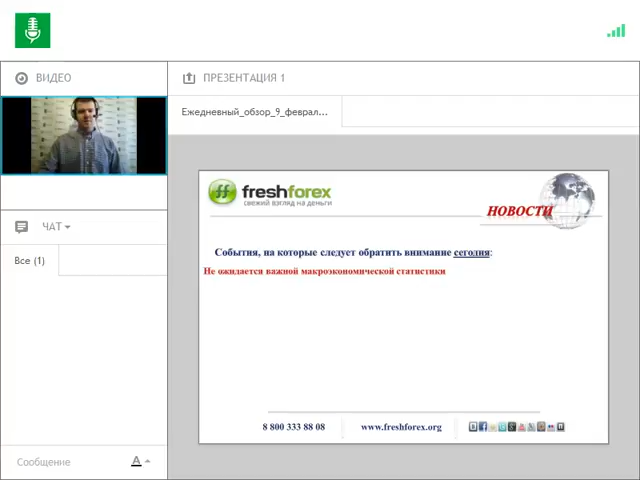 ВИДЕО
ПРЕЗЕНТАЦИЯ 1
Ежедневный_обзор_9_феврал...
freshforex
свежий взгляд на деньги
НОВОСТИ
ЧАТ
Все (1)
События, на которые следует обратить внимание сегодня:
Не ожидается важной макроэкономической статистики
8 800 333 88 08
www.freshforex.org
Сообщение
A